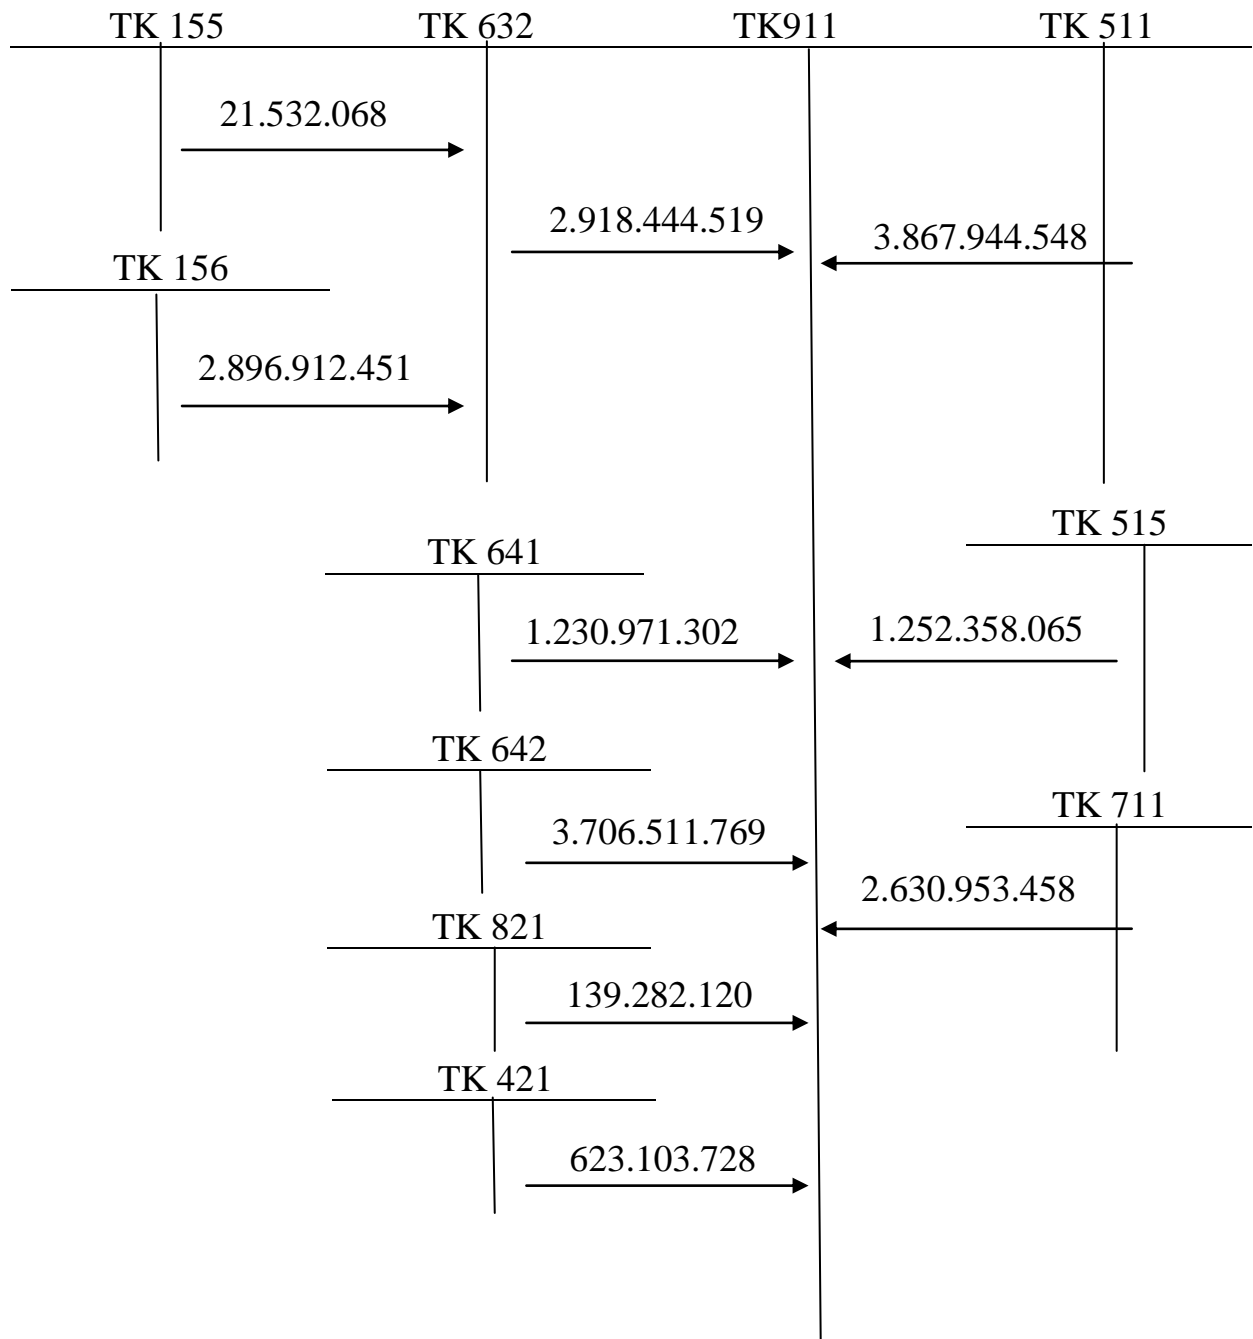 TK 155 TK 632 TK911 TK 511
21.532.068
2.918.444.519 3.867.944.548
TK 156
2.896.912.451
TK 515
TK 641
1.230.971.302 1.252.358.065
TK 642
TK 711
3.706.511.769
2.630.953.458
TK 821
139.282.120
TK 421
623.103.728